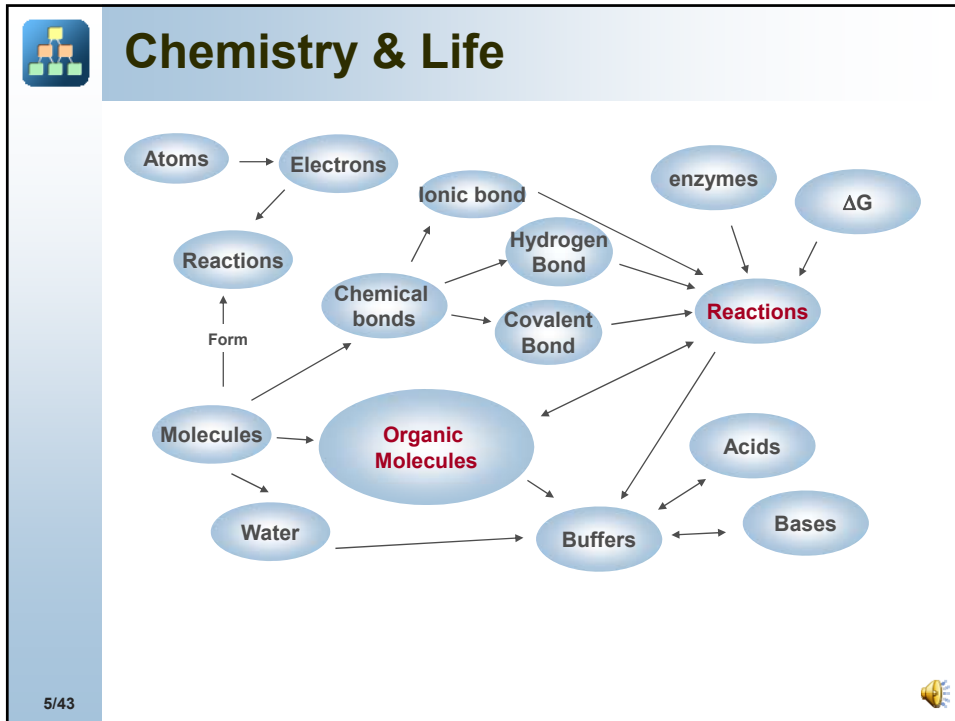 Chemistry & Life
Atoms
Electrons
Ionic bond
enzymes
ΔG
Reactions
Hydrogen
Bond
Chemical
bonds
Covalent
Bond
Reactions
Form
Molecules
Organic
Molecules
Acids
Water
Buffers
Bases
5/43